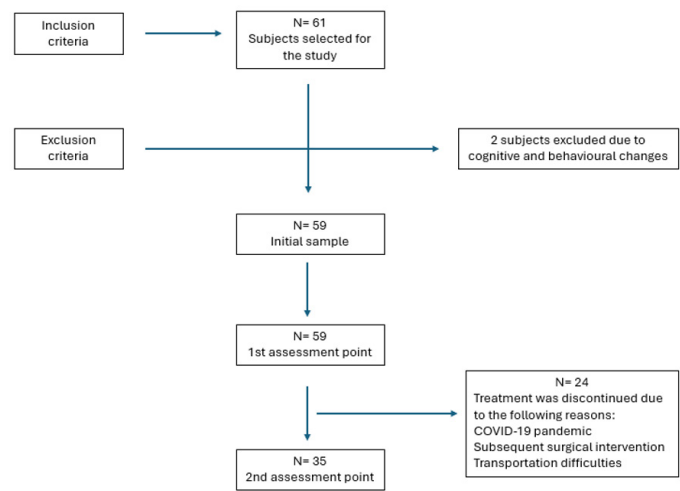 Inclusion
criteria
N= 61
Subjects selected for
the study
Exclusion
criteria
2 subjects excluded due to
cognitive and behavioural changes
N= 59
Initial sample
N= 59
1st assessment point
N= 24
Treatment was discontinued due
to the following reasons:
COVID-19 pandemic
Subsequent surgical intervention
Transportation difficulties
N= 35
2nd assessment point